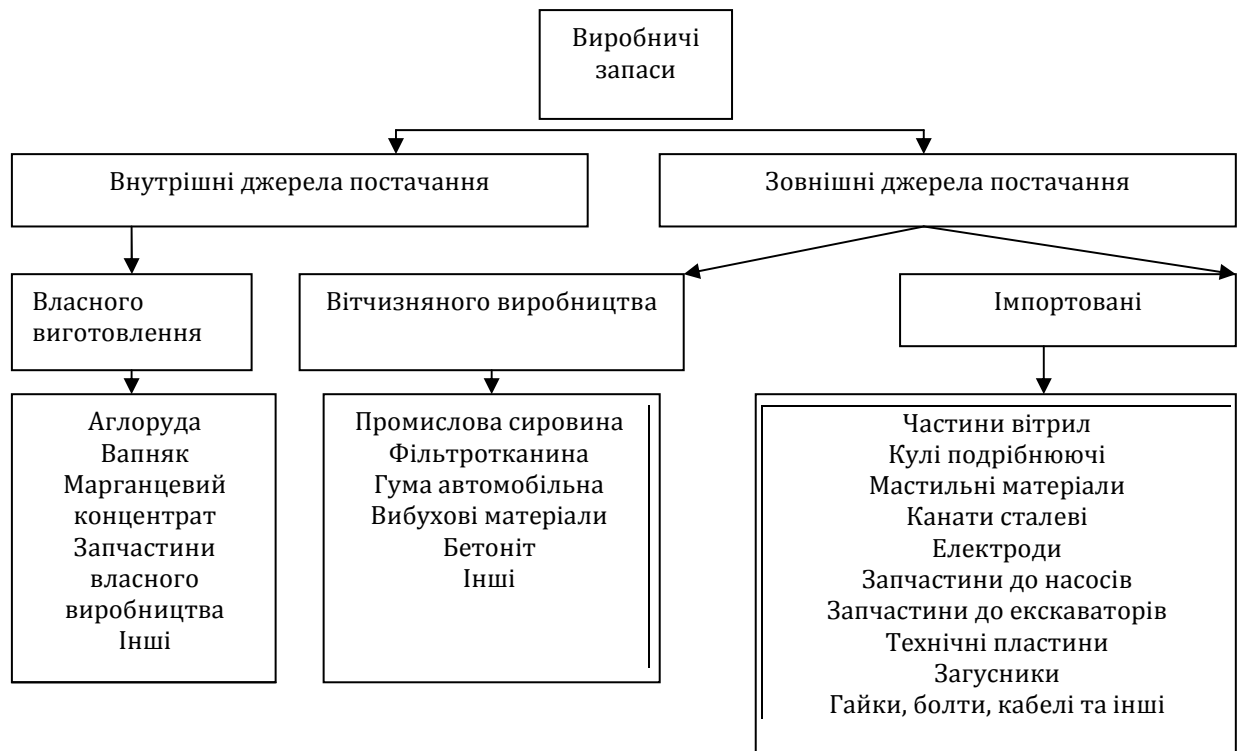 Виробничі
запаси
Внутрішні джерела постачання
Зовнішні джерела постачання
Власного
виготовлення
Вітчизняного виробництва
Імпортовані
Аглоруда
Вапняк
Марганцевий
концентрат
Запчастини
власного
виробництва
Інші
Промислова сировина
Фільтротканина
Гума автомобільна
Вибухові матеріали
Бетоніт
Інші
Частини вітрил
Кулі подрібнюючі
Мастильні матеріали
Канати сталеві
Електроди
Запчастини до насосів
Запчастини до екскаваторів
Технічні пластини
Загусники
Гайки, болти, кабелі та інші